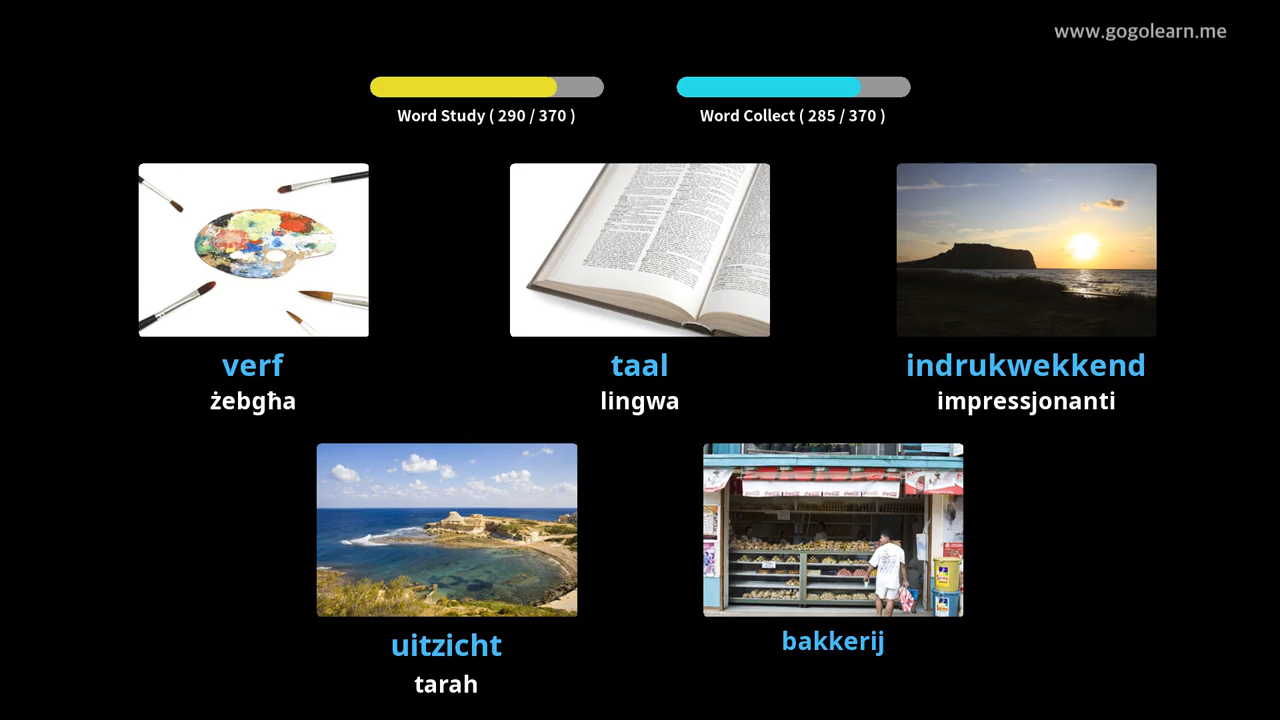 www.gogolearn.me
Word Study ( 290 / 370 )
Word Collect ( 285 / 370 )
verf
żebgħa
taal
lingwa
indrukwekkend
impressjonanti
uitzicht
tarah
bakkerij